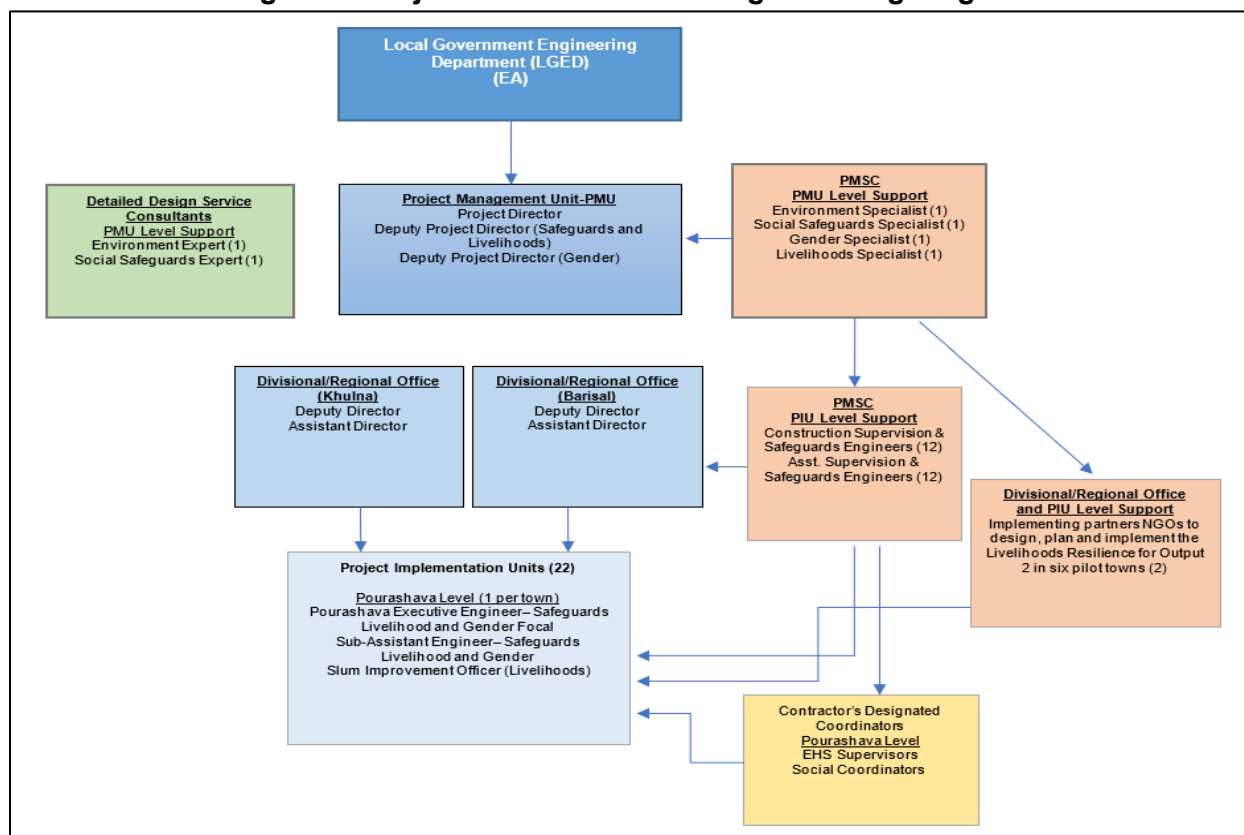 Local Government Engineering
Department (LGED)
(EA)
Detailed Design Service
Consultants
PMU Level Support
Environment Expert (1)
Social Safeguards Expert (1)
Project Management Unit-PMU
Project Director
Deputy Project Director (Safeguards and
Livelihoods)
Deputy Project Director (Gender)
PMSC
PMU Level Support
Environment Specialist (1)
Social Safeguards Specialist (1)
Gender Specialist (1)
Livelihoods Specialist (1)
Divisional/Regional Office
(Khulna)
Deputy Director
Assistant Director
Divisional/Regional Office
(Barisal)
Deputy Director
Assistant Director
PMSC
PIU Level Support
Construction Supervision &
Safeguards Engineers (12)
Asst. Supervision &
Safeguards Engineers (12)
Divisional/Regional Office
and PIU Level Support
Implementing partners NGOs to
design, plan and implement the
Livelihoods Resilience for Output
2 in six pilot towns (2)
Project Implementation Units (22)
Pourashava Level (1 per town)
Pourashava Executive Engineer– Safeguards
Livelihood and Gender Focal
Sub-Assistant Engineer– Safeguards
Livelihood and Gender
Slum Improvement Officer (Livelihoods)
Contractor's Designated
Coordinators
Pourashava Level
EHS Supervisors
Social Coordinators